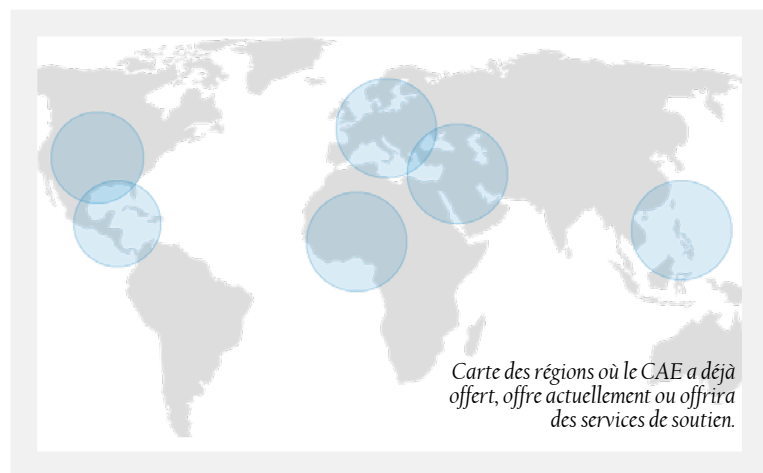 Carte des régions où le CAE a déjà
offert, offre actuellement ou offrira
des services de soutien.